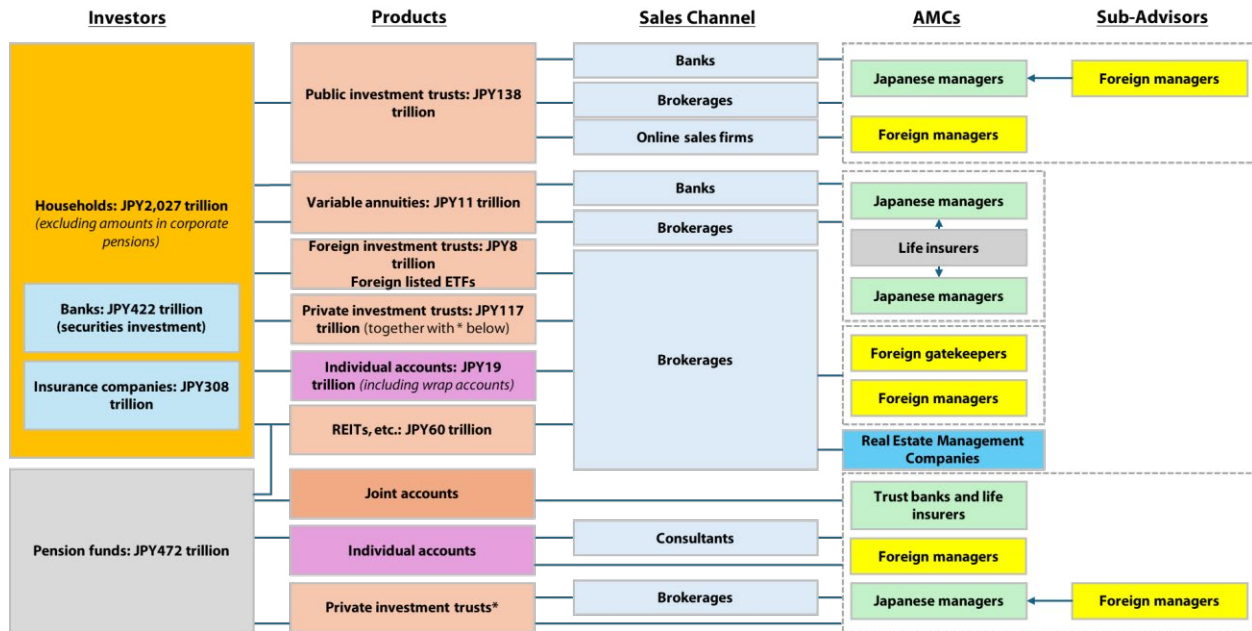 Investors
Products
Sales Channel
AMCs
Sub-Advisors
Households: JPY2,027 trillion
(excluding amounts in corporate
pensions)
Banks: JPY422 trillion
(securities investment)
Insurance companies: JPY308
trillion
Pension funds: JPY472 trillion
Public investment trusts: JPY138
trillion
Variable annuities: JPY11 trillion
Foreign investment trusts: JPY8
trillion
Foreign listed ETFs
Private investment trusts: JPY117
trillion (together with * below)
Individual accounts: JPY19
trillion (including wrap accounts)
REITs, etc.: JPY60 trillion
Joint accounts
Individual accounts
Private investment trusts*
Banks
Brokerages
Online sales firms
Banks
Brokerages
Brokerages
Consultants
Brokerages
Japanese managers
Foreign managers
Japanese managers
Life insurers
Japanese managers
Foreign gatekeepers
Foreign managers
Real Estate Management
Companies
Trust banks and life
insurers
Foreign managers
Japanese managers
Foreign managers
Foreign managers